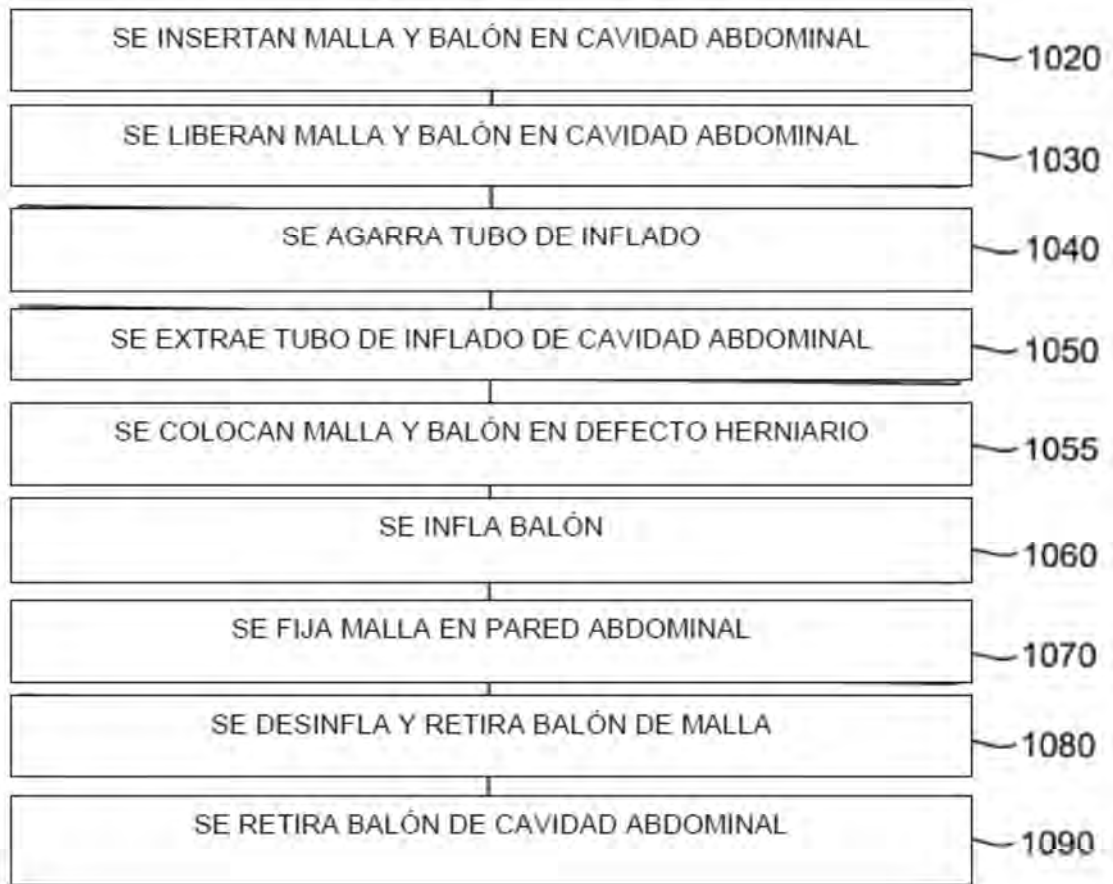 SE INSERTAN MALLA Y BALÓN EN CAVIDAD ABDOMINAL
1020
SE LIBERAN MALLA Y BALÓN EN CAVIDAD ABDOMINAL
1030
SE AGARRA TUBO DE INFLADO
1040
SE EXTRAE TUBO DE INFLADO DE CAVIDAD ABDOMINAL
1050
SE COLOCAN MALLA Y BALÓN EN DEFECTO HERNIARIO
1055
SE INFLA BALÓN
1060
SE FIJA MALLA EN PARED ABDOMINAL
1070
SE DESINFLA Y RETIRA BALÓN DE MALLA
1080
SE RETIRA BALÓN DE CAVIDAD ABDOMINAL
1090